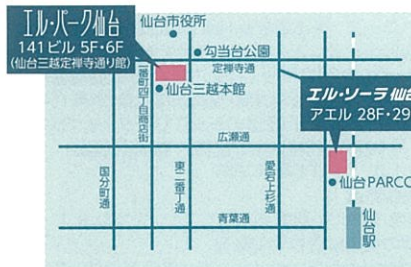 エル・パーク仙台
141ビル 5F・6F
(仙台三越定禅寺通り館)
仙台市役所
勾当台公園
定禅寺通
一番町四丁目商店街
仙台三越本館
エル・ソーラ仙台
アエル 28F・29
広瀬通
国分町通
東二番丁通
愛宕上杉通
仙台PARCO
青葉通
仙台駅